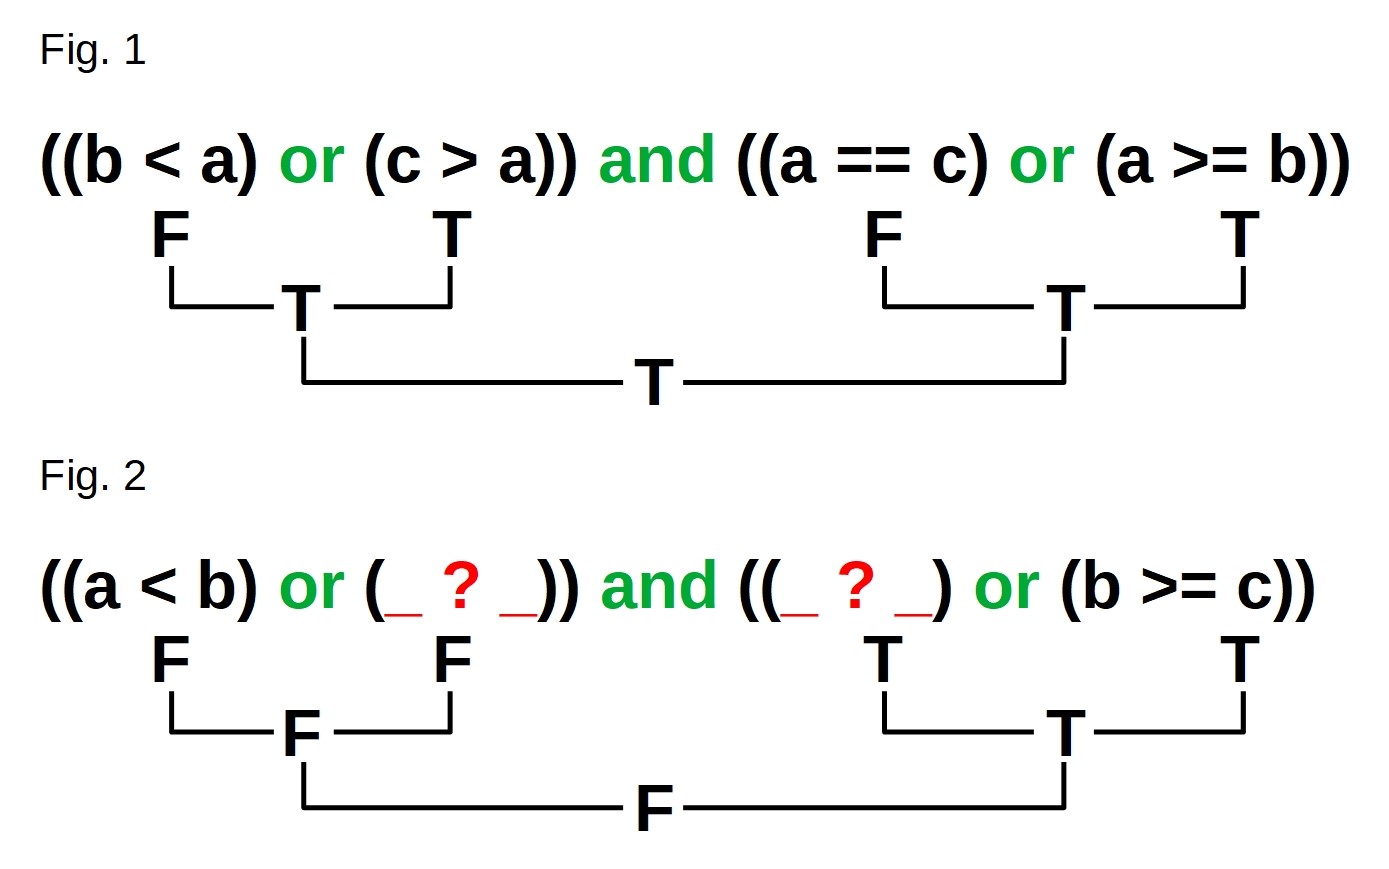 Fig. 1
((b < a) or (c > a)) and ((a == c) or (a >= b))
F T F T
T T
T
Fig. 2
((a < b) or (_ ? _)) and ((_ ? _) or (b >= c))
F F T T
F T
F